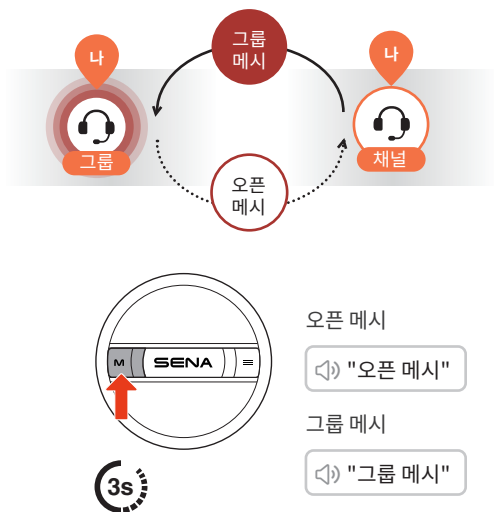 나
그룹
메시
나
그룹
채널
오픈
메시
오픈 메시
M
SENA
"오픈 메시"
그룹 메시
3s
"그룹 메시"